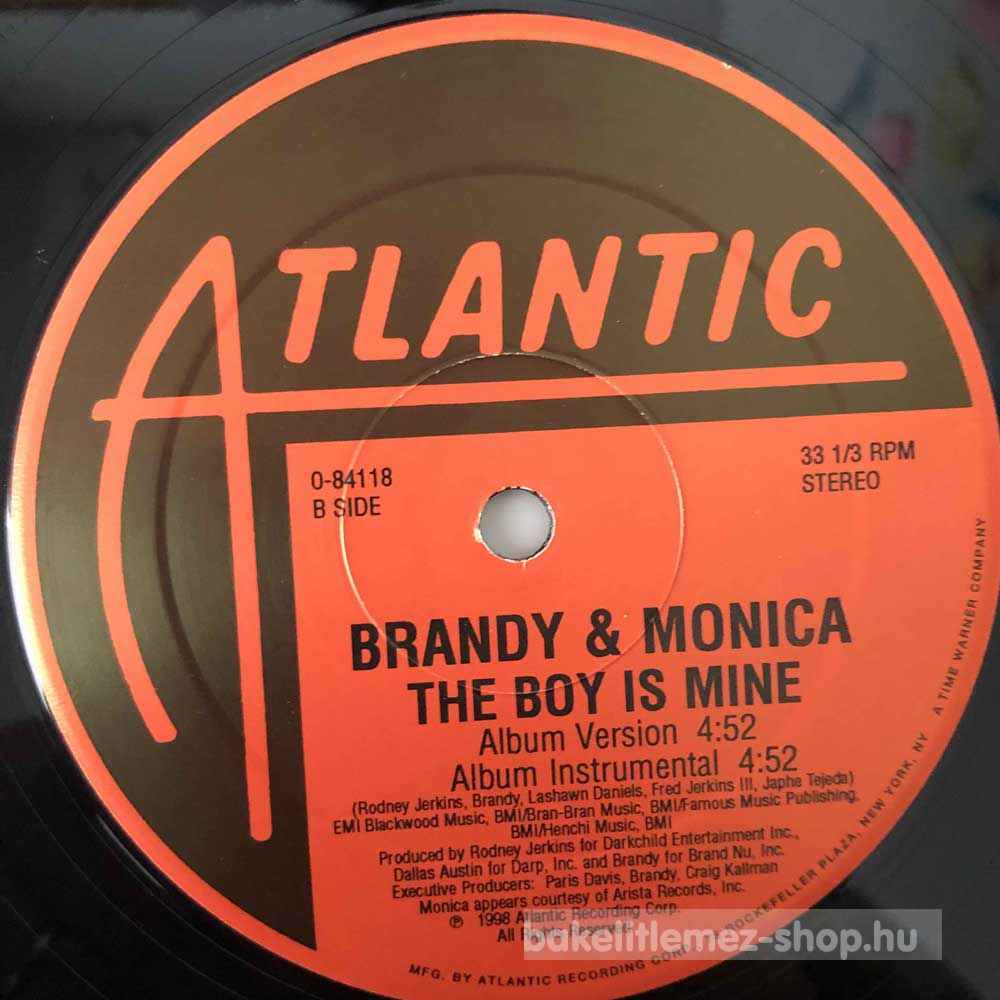 ATLANTIC
0-84118
B SIDE
33 1/3 RPM
STEREO
BRANDY & MONICA
THE BOY IS MINE
Album Version 4:52
Album Instrumental 4:52
(Rodney Jerkins, Brandy, Lashawn Daniels, Fred Jerkins III, Japhe Tejeda)
EMI Blackwood Music, BMI/Bran-Bran Music, BMI/Famous Music Publishing,
BMI/Henchi Music, BMI
Produced by Rodney Jerkins for Darkchild Entertainment Inc.,
Dallas Austin for Darp, Inc. and Brandy for Brand Nu, Inc.
Executive Producers: Paris Davis, Brandy, Craig Kallman
Monica appears courtesy of Arista Records, Inc.
℗ 1998 Atlantic Recording Corp.
All Rights Reserved.
MFG. BY ATLANTIC RECORDING CORP., ROCKEFELLER PLAZA, NEW YORK, NY A TIME WARNER COMPANY
bakelitlemez-shop.hu